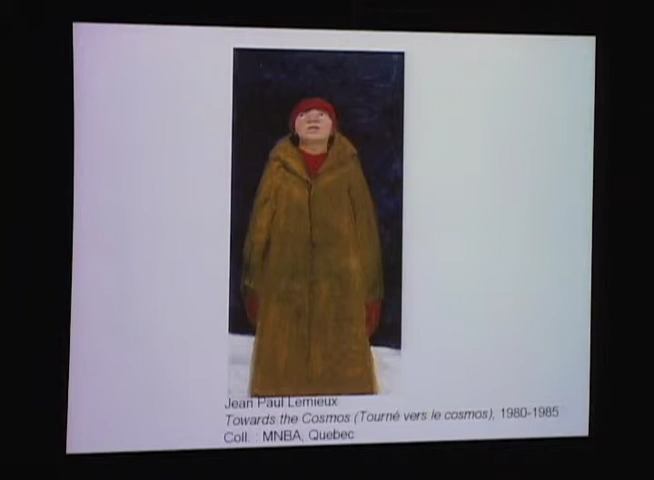 Jean Paul Lemieux
Towards the Cosmos (Tourné vers le cosmos), 1980-1985
Coll. : MNBA, Quebec